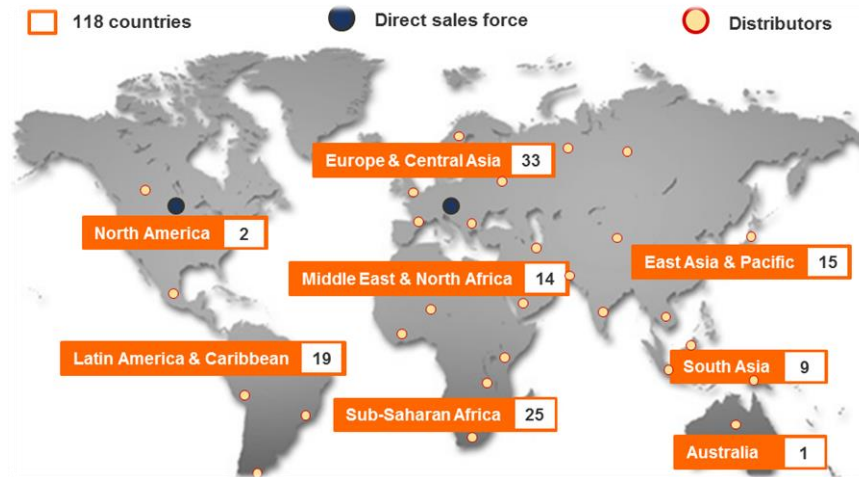 118 countries
Direct sales force
Distributors
Europe & Central Asia 33
North America 2
Middle East & North Africa 14
East Asia & Pacific 15
Latin America & Caribbean 19
South Asia 9
Sub-Saharan Africa 25
Australia 1